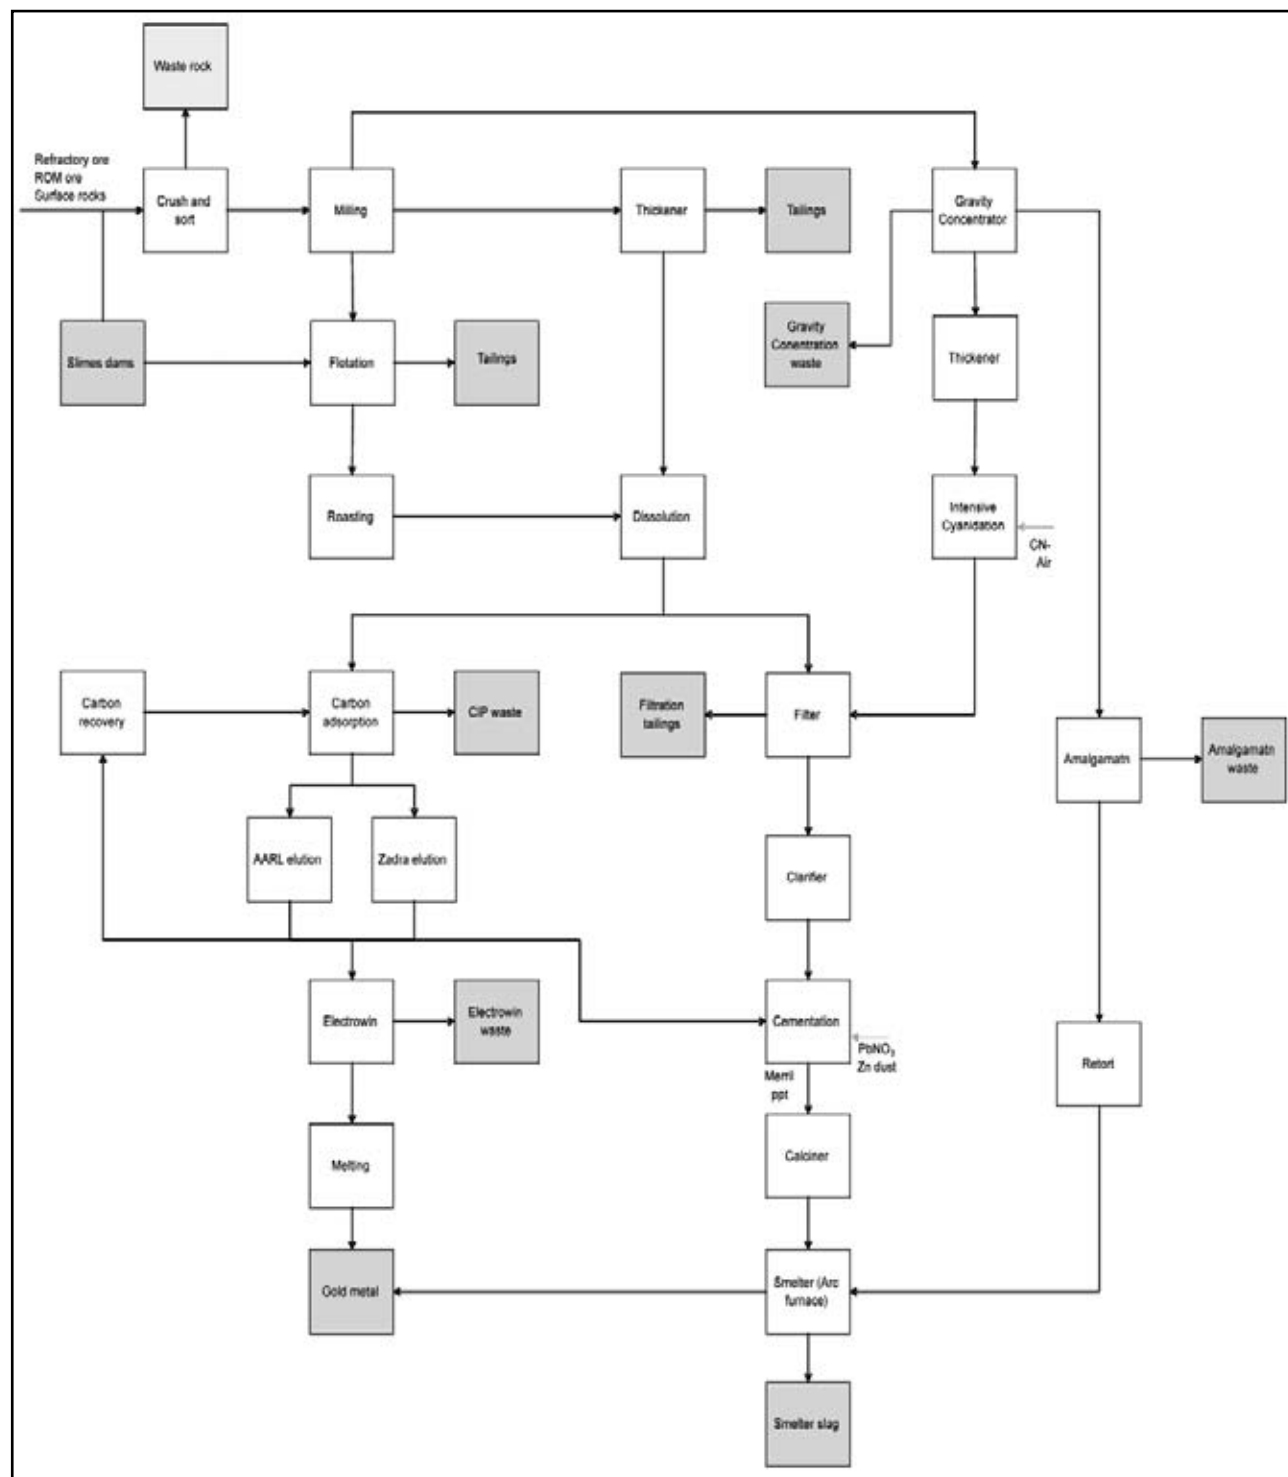 Waste rock
Refractory ore
ROM ore
Surface rocks
Crush and
sort
Milling
Thickener
Tailings
Gravity
Concentrator
Slimes dams
Flotation
Tailings
Gravity
Conentration
waste
Thickener
Roasting
Dissolution
Intensive
Cyanidation
CN-
Air
Carbon
recovery
Carbon
adsorption
CIP waste
Filtration
tailings
Filter
Amalgamatn
Amalgamatn
waste
AARL elution
Zadra elution
Clarifier
Electrowin
Electrowin
waste
Cementation
PbNO₃
Zn dust
Merril
ppt
Retort
Melting
Calciner
Gold metal
Smelter (Arc
furnace)
Smelter slag